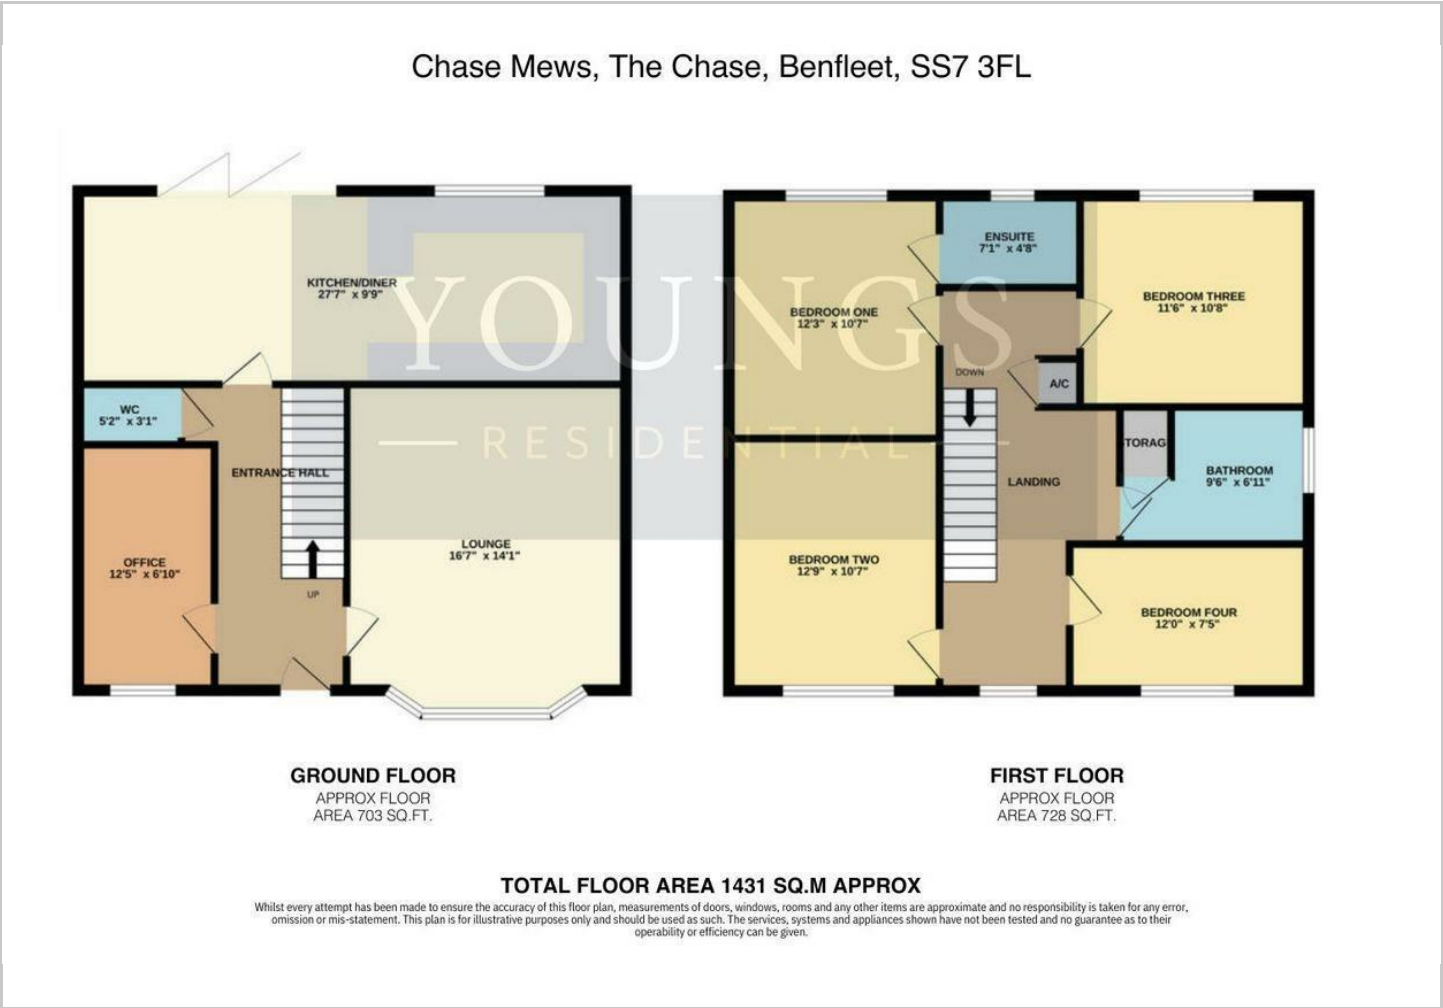 Chase Mews, The Chase, Benfleet, SS7 3FL
KITCHEN/DINER
27'7" x 9'9"
WC
5'2" x 3'1"
ENTRANCE HALL
OFFICE
12'5" x 6'10"
LOUNGE
16'7" x 14'1"
UP
ENSUITE
7'1" x 4'8"
BEDROOM ONE
12'3" x 10'7"
BEDROOM THREE
11'6" x 10'8"
DOWN
A/C
TORAG
BATHROOM
9'6" x 6'11"
LANDING
BEDROOM TWO
12'9" x 10'7"
BEDROOM FOUR
12'0" x 7'5"
YOUNGS
RESIDENTIAL
GROUND FLOOR
APPROX FLOOR
AREA 703 SQ.FT.
FIRST FLOOR
APPROX FLOOR
AREA 728 SQ.FT.
TOTAL FLOOR AREA 1431 SQ.M APPROX
Whilst every attempt has been made to ensure the accuracy of this floor plan, measurements of doors, windows, rooms and any other items are approximate and no responsibility is taken for any error,
omission or mis-statement. This plan is for illustrative purposes only and should be used as such. The services, systems and appliances shown have not been tested and no guarantee as to their
operability or efficiency can be given.